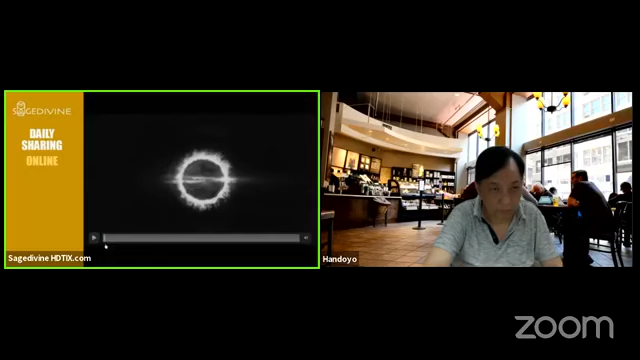 SAGEDIVINE
DAILY
SHARING
ONLINE
Sagedivine HDTIX.com
Handoyo
zoom